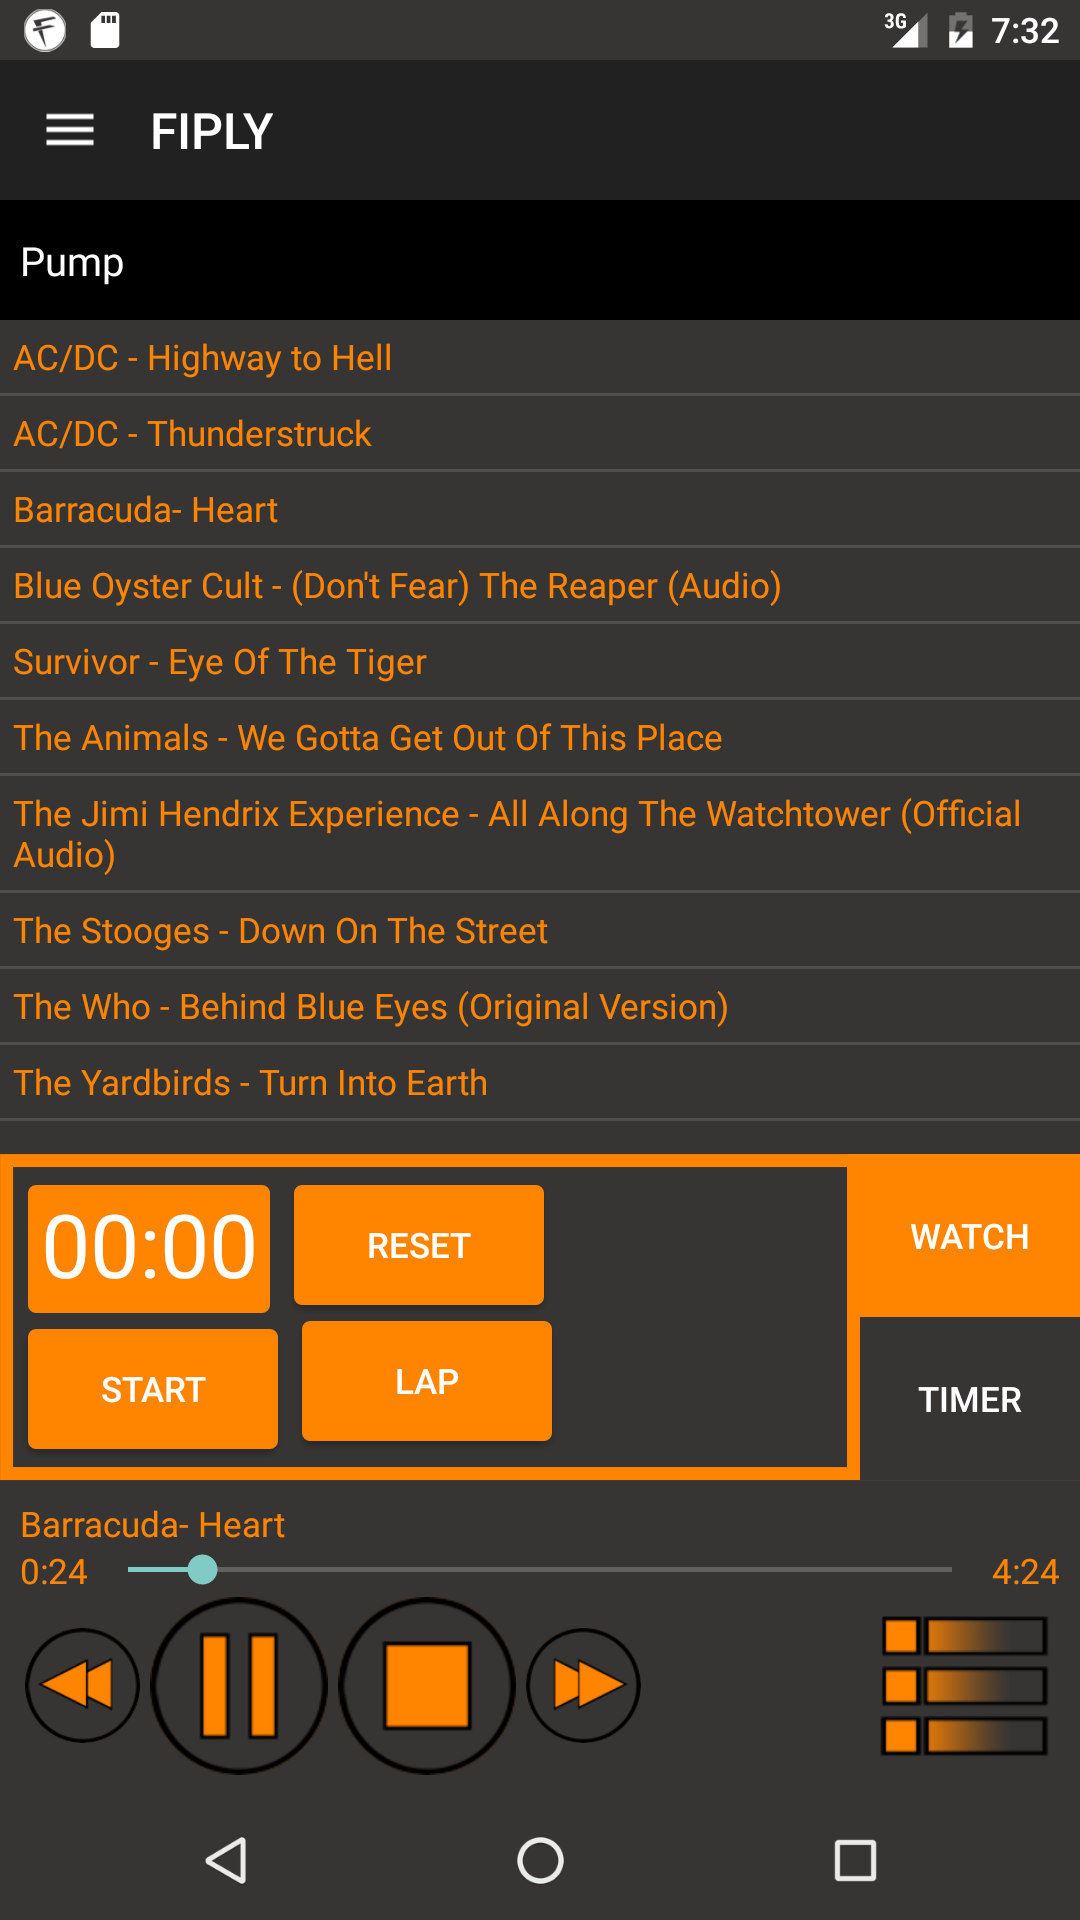 3G 7:32
FIPLY
Pump
AC/DC - Highway to Hell
AC/DC - Thunderstruck
Barracuda- Heart
Blue Oyster Cult - (Don't Fear) The Reaper (Audio)
Survivor - Eye Of The Tiger
The Animals - We Gotta Get Out Of This Place
The Jimi Hendrix Experience - All Along The Watchtower (Official
Audio)
The Stooges - Down On The Street
The Who - Behind Blue Eyes (Original Version)
The Yardbirds - Turn Into Earth
00:00 RESET
WATCH
START LAP
TIMER
Barracuda- Heart
0:24 4:24